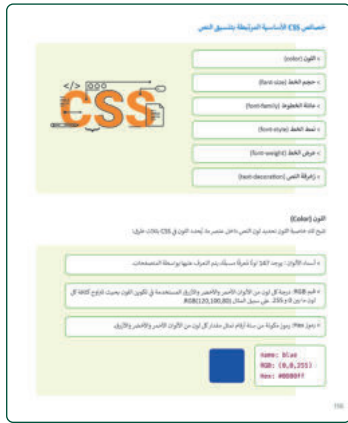 خصائص CSS الأساسية المرتبطة بتنسيق النص
> اللون (color)
> حجم الخط (font-size)
> عائلة الخطوط (font-family)
> نمط الخط (font-style)
> عرض الخط (font-weight)
> زخرفة النص (text-decoration)
</> 
CSS
اللون (Color)
تتيح لك خاصية اللون تحديد لون النص داخل عنصر ما. يُحدد اللون في CSS بثلاث طرق:
> أسماء الألوان: يوجد 147 لونًا معرفًا مسبقًا، يتم التعرف عليها بواسطة المتصفحات.
> قيم RGB: درجة كل لون من الألوان الأحمر والأخضر والأزرق المستخدمة في تكوين اللون بحيث تتراوح كثافة كل
لون ما بين 0 و 255. على سبيل المثال RGB(120,100,80).
> رموز Hex: رموز مكونة من ستة أرقام تمثل مقدار كل لون من الألوان الأحمر والأخضر والأزرق.
name: blue
RGB: (0,0,255)
Hex: #0000ff